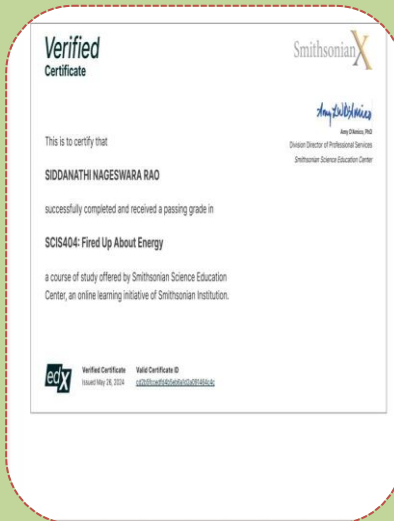 Verified
Certificate
SmithsonianX
Amy D'Amico, PhD
Division Director of Professional Services
Smithsonian Science Education Center
This is to certify that
SIDDANATHI NAGESWARA RAO
successfully completed and received a passing grade in
SCIS404: Fired Up About Energy
a course of study offered by Smithsonian Science Education
Center, an online learning initiative of Smithsonian Institution.
edX
Verified Certificate
Issued May 26, 2024
Valid Certificate ID